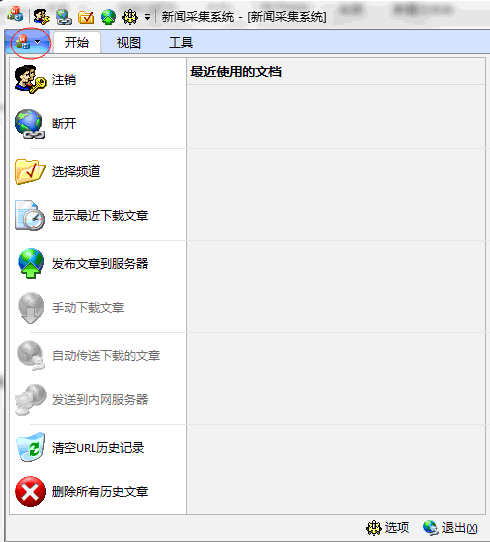 新闻采集系统 - [新闻采集系统]
开始 视图 工具
最近使用的文档
注销
断开
选择频道
显示最近下载文章
发布文章到服务器
手动下载文章
自动传送下载的文章
发送到内网服务器
清空URL历史记录
删除所有历史文章
选项 退出(X)